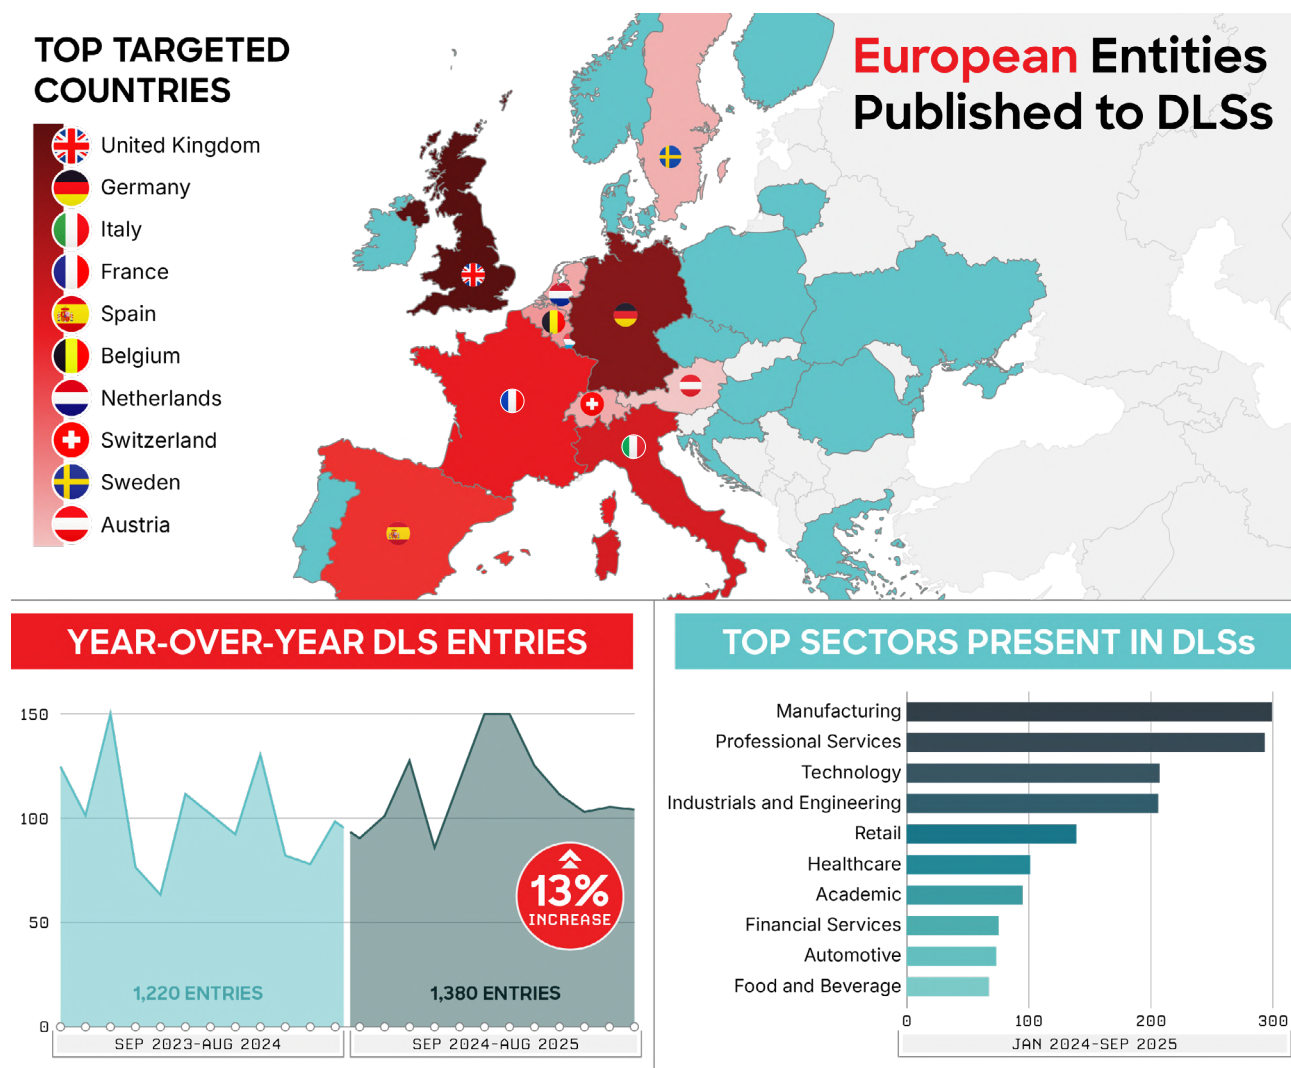 TOP TARGETED
COUNTRIES
United Kingdom
Germany
Italy
France
Spain
Belgium
Netherlands
Switzerland
Sweden
Austria
European Entities
Published to DLSs
YEAR-OVER-YEAR DLS ENTRIES
150
100
50
0
13%
INCREASE
1,220 ENTRIES
1,380 ENTRIES
SEP 2023-AUG 2024
SEP 2024-AUG 2025
TOP SECTORS PRESENT IN DLSs
Manufacturing
Professional Services
Technology
Industrials and Engineering
Retail
Healthcare
Academic
Financial Services
Automotive
Food and Beverage
0 100 200 300
JAN 2024-SEP 2025